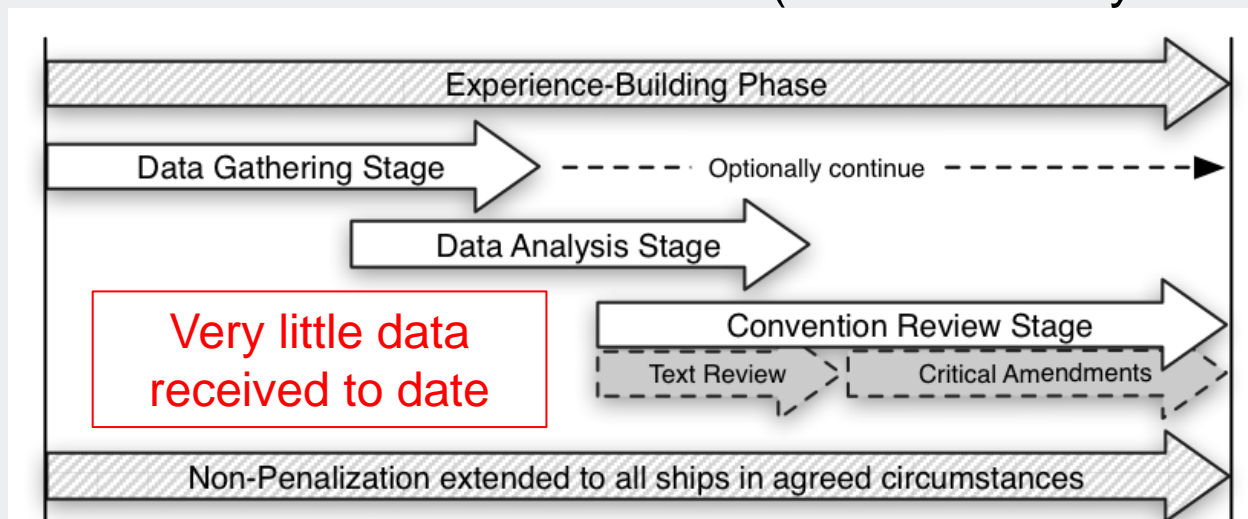 Experience-Building Phase
Data Gathering Stage
Optionally continue
Data Analysis Stage
Very little data
received to date
Convention Review Stage
Text Review
Critical Amendments
Non-Penalization extended to all ships in agreed circumstances